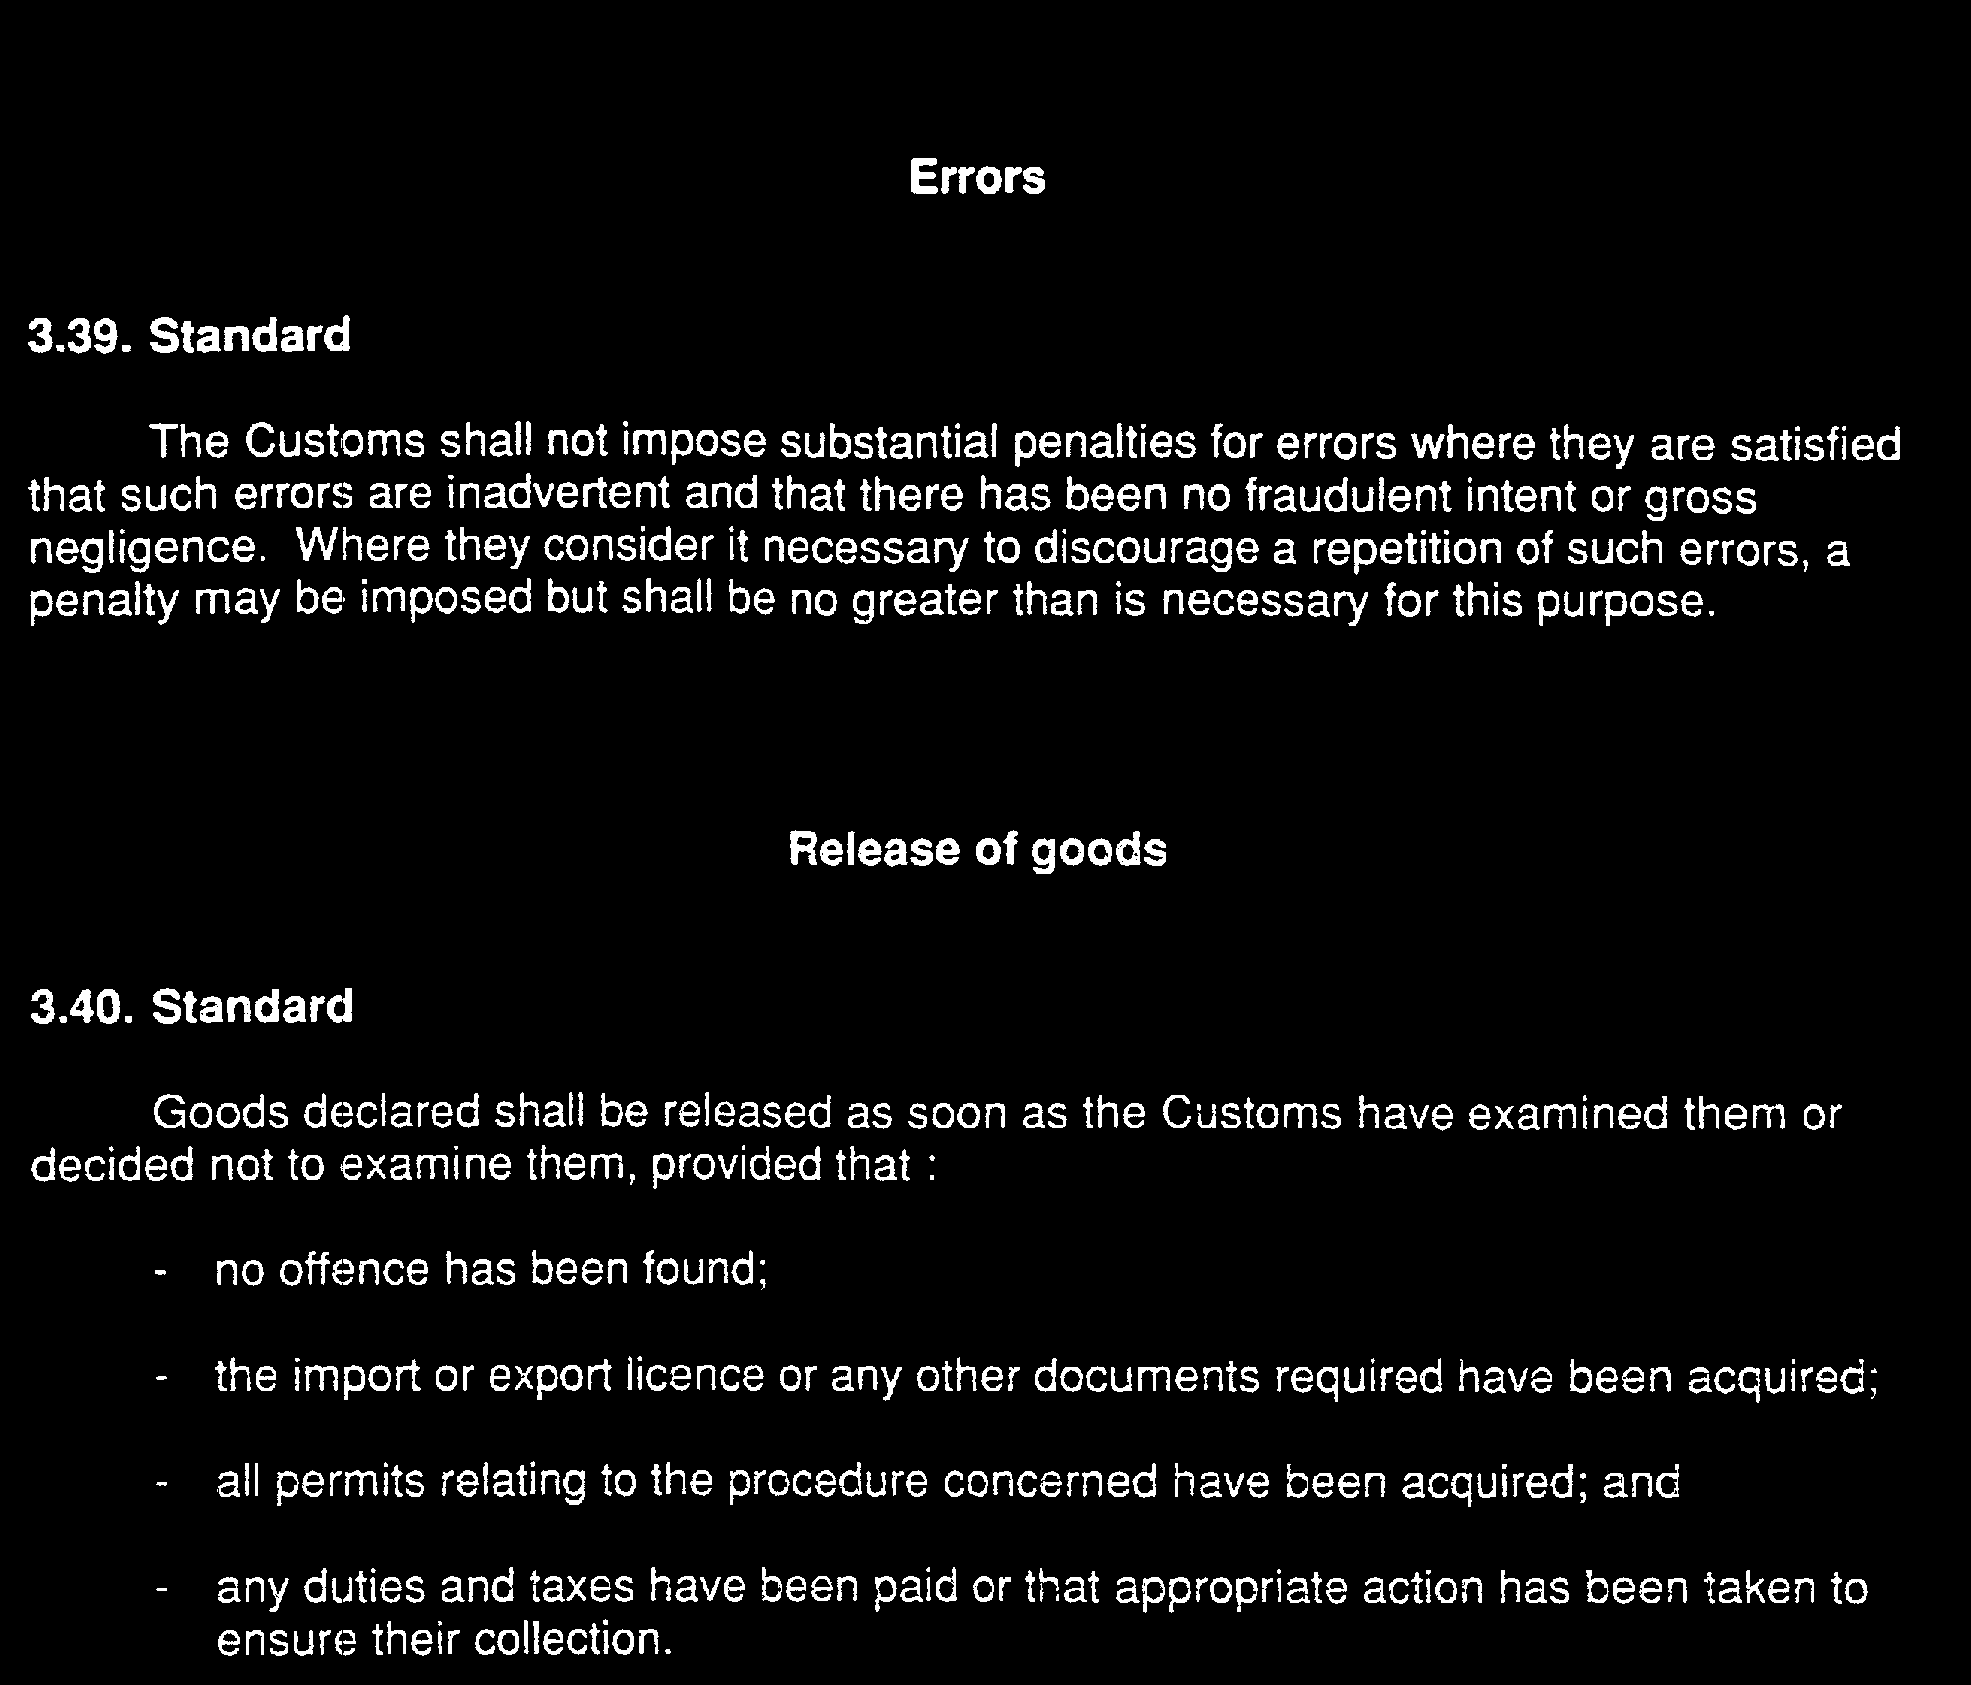 Errors
3.39. Standard
The Customs shall not impose substantial penalties for errors where they are satisfied
that such errors are inadvertent and that there has been no fraudulent intent or gross
negligence.  Where they consider it necessary to discourage a repetition of such errors, a
penalty may be imposed but shall be no greater than is necessary for this purpose.
Release of goods
3.40. Standard
Goods declared shall be released as soon as the Customs have examined them or
decided not to examine them, provided that :
- no offence has been found;
- the import or export licence or any other documents required have been acquired;
- all permits relating to the procedure concerned have been acquired; and
- any duties and taxes have been paid or that appropriate action has been taken to
ensure their collection.